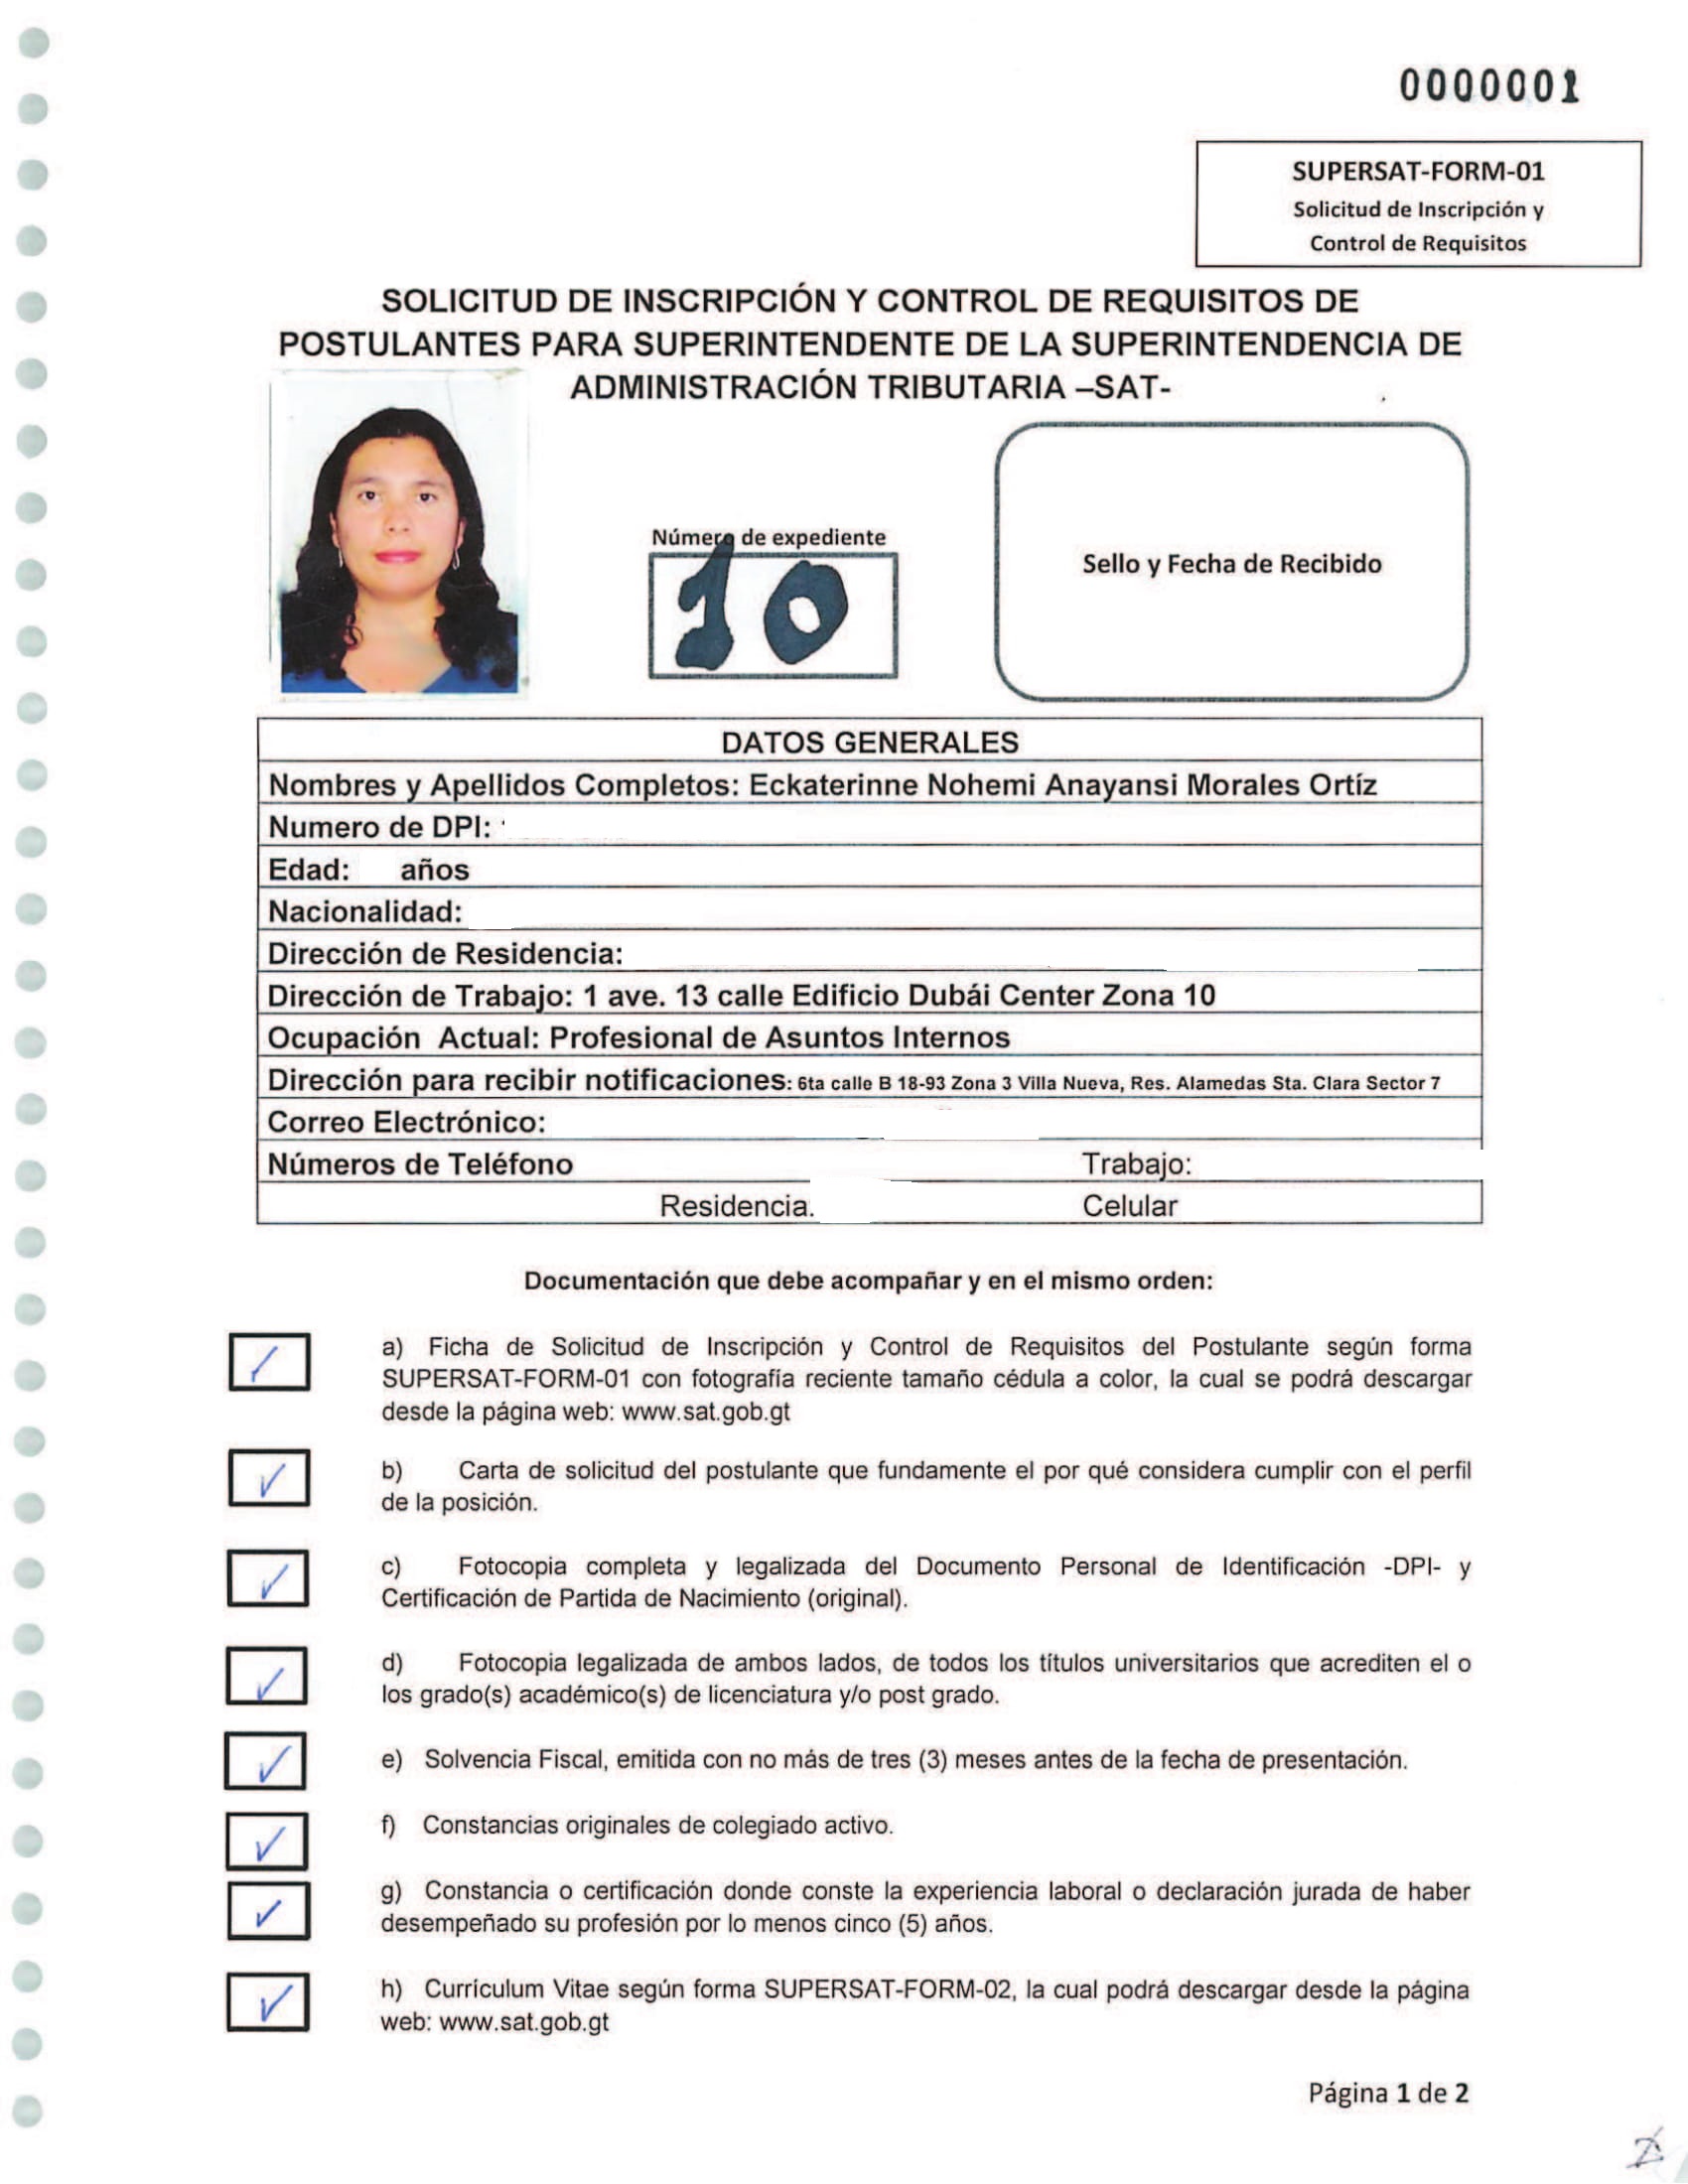 0000001
SUPERSAT-FORM-01
Solicitud de Inscripción y
Control de Requisitos
SOLICITUD DE INSCRIPCIÓN Y CONTROL DE REQUISITOS DE
POSTULANTES PARA SUPERINTENDENTE DE LA SUPERINTENDENCIA DE
ADMINISTRACIÓN TRIBUTARIA –SAT-
Número de expediente
10
Sello y Fecha de Recibido
DATOS GENERALES
Nombres y Apellidos Completos: Eckaterinne Nohemi Anayansi Morales Ortíz
Numero de DPI:
Edad: años
Nacionalidad:
Dirección de Residencia:
Dirección de Trabajo: 1 ave. 13 calle Edificio Dubái Center Zona 10
Ocupación Actual: Profesional de Asuntos Internos
Dirección para recibir notificaciones: 6ta calle B 18-93 Zona 3 Villa Nueva, Res. Alamedas Sta. Clara Sector 7
Correo Electrónico:
Números de Teléfono Trabajo:
Residencia: Celular
Documentación que debe acompañar y en el mismo orden:
a) Ficha de Solicitud de Inscripción y Control de Requisitos del Postulante según forma
SUPERSAT-FORM-01 con fotografía reciente tamaño cédula a color, la cual se podrá descargar
desde la página web: www.sat.gob.gt
b) Carta de solicitud del postulante que fundamente el por qué considera cumplir con el perfil
de la posición.
c) Fotocopia completa y legalizada del Documento Personal de Identificación -DPI- y
Certificación de Partida de Nacimiento (original).
d) Fotocopia legalizada de ambos lados, de todos los títulos universitarios que acrediten el o
los grado(s) académico(s) de licenciatura y/o post grado.
e) Solvencia Fiscal, emitida con no más de tres (3) meses antes de la fecha de presentación.
f) Constancias originales de colegiado activo.
g) Constancia o certificación donde conste la experiencia laboral o declaración jurada de haber
desempeñado su profesión por lo menos cinco (5) años.
h) Currículum Vitae según forma SUPERSAT-FORM-02, la cual podrá descargar desde la página
web: www.sat.gob.gt
Página 1 de 2